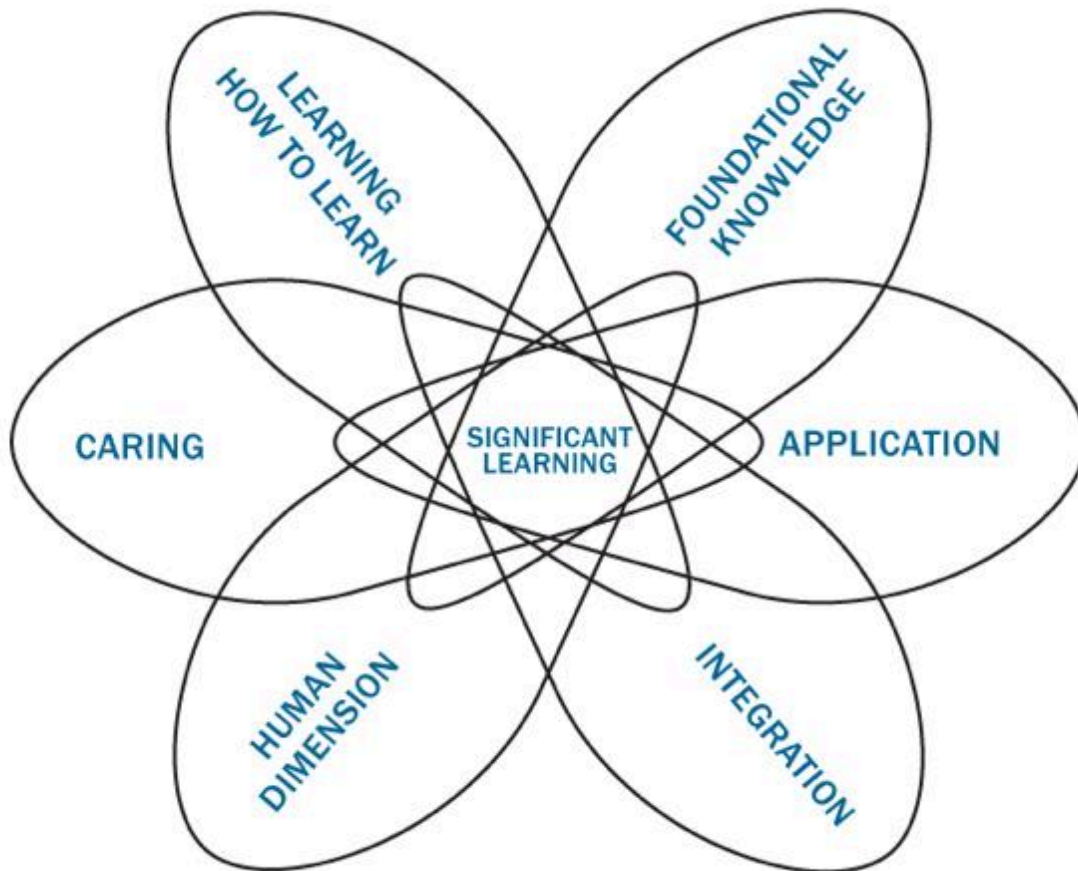 LEARNING
HOW TO LEARN
FOUNDATIONAL
KNOWLEDGE
CARING
SIGNIFICANT
LEARNING
APPLICATION
HUMAN
DIMENSION
INTEGRATION